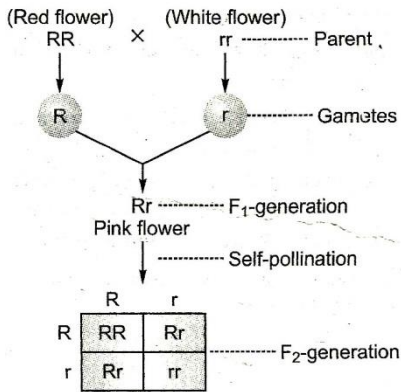 (Red flower) (White flower)
RR × rr Parent
R r Gametes
Rr F₁-generation
Pink flower
Self-pollination
R r
R RR Rr
F₂-generation
r Rr rr